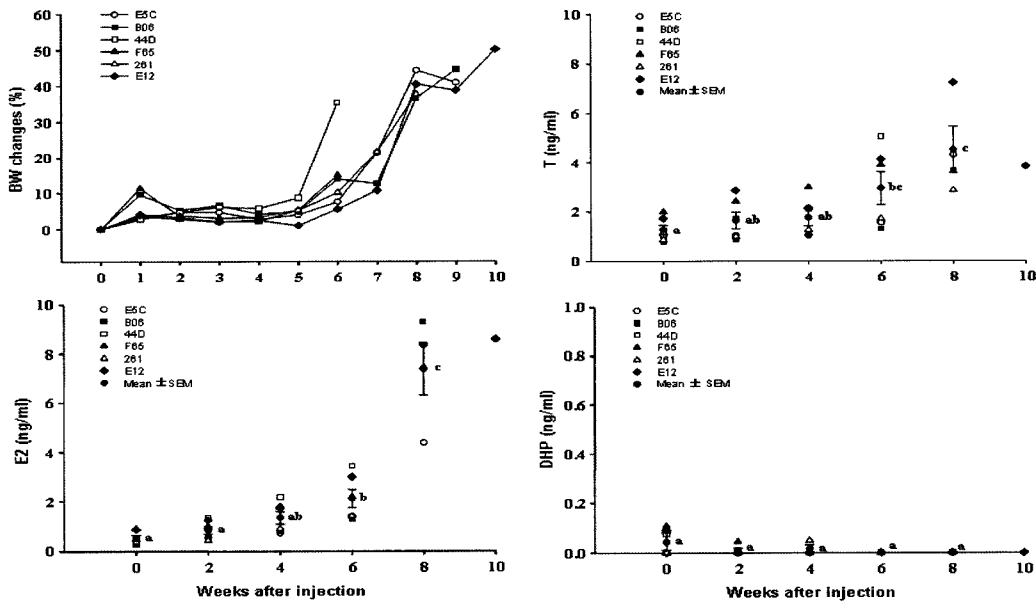 E5C
B06
44D
F65
261
E12
BW changes (%)
60
50
40
30
20
10
0
0 1 2 3 4 5 6 7 8 9 10
E5C
B06
44D
F65
261
E12
Mean ± SEM
T (ng/ml)
10
8
6
4
2
0
a
ab
ab
bc
c
0 2 4 6 8 10
E5C
B06
44D
F65
261
E12
Mean ± SEM
E2 (ng/ml)
10
8
6
4
2
0
a
a
ab
b
c
0 2 4 6 8 10
Weeks after injection
E5C
B06
44D
F65
261
E12
Mean ± SEM
DHP (ng/ml)
1.0
0.8
0.6
0.4
0.2
0.0
a
a
a
a
a
0 2 4 6 8 10
Weeks after injection